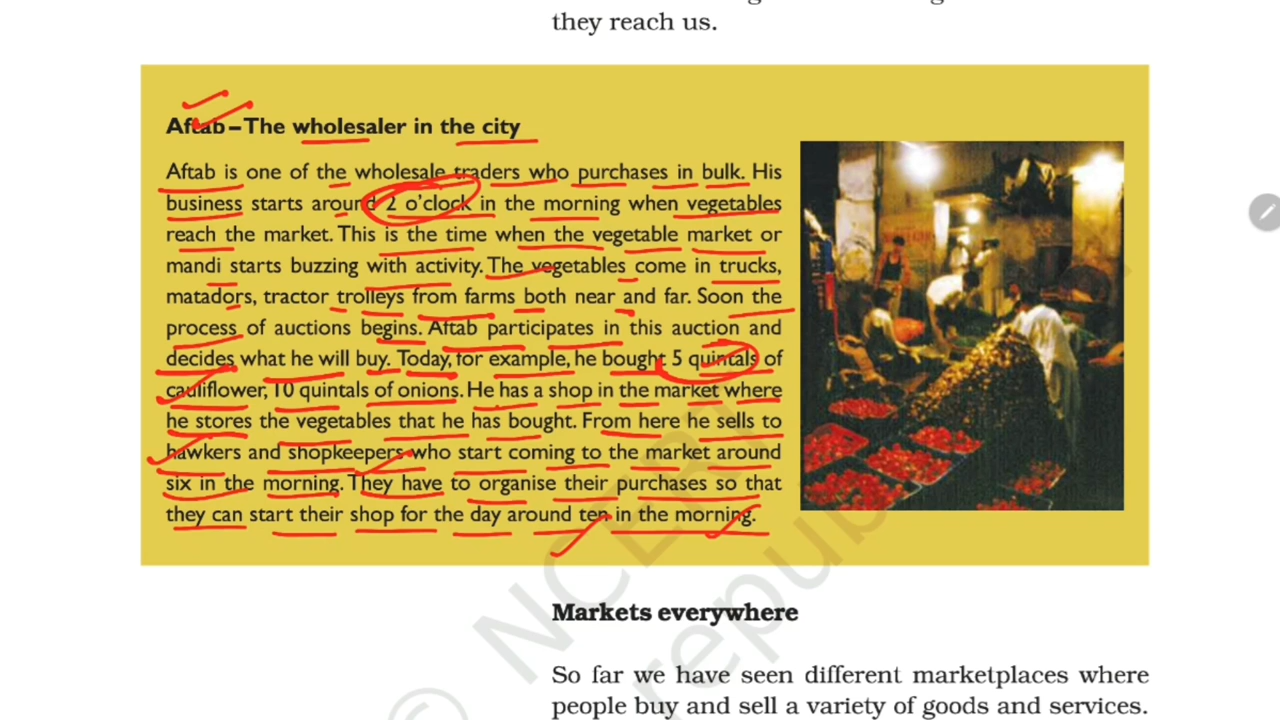 they reach us.
Aftab – The wholesaler in the city
Aftab is one of the wholesale traders who purchases in bulk. His
business starts around 2 o'clock in the morning when vegetables
reach the market. This is the time when the vegetable market or
mandi starts buzzing with activity. The vegetables come in trucks,
matadors, tractor trolleys from farms both near and far. Soon the
process of auctions begins. Aftab participates in this auction and
decides what he will buy. Today, for example, he bought 5 quintals of
cauliflower, 10 quintals of onions. He has a shop in the market where
he stores the vegetables that he has bought. From here he sells to
hawkers and shopkeepers who start coming to the market around
six in the morning. They have to organise their purchases so that
they can start their shop for the day around ten in the morning.
© NCERT
republ
Markets everywhere
So far we have seen different marketplaces where
people buy and sell a variety of goods and services.